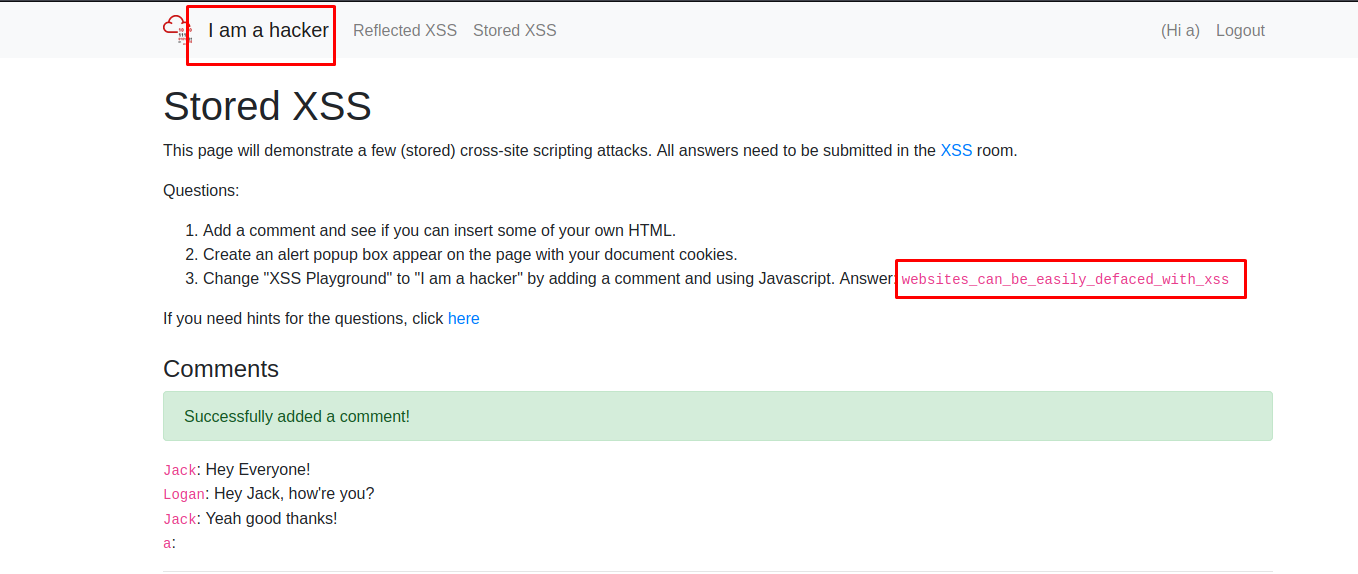 I am a hacker Reflected XSS Stored XSS (Hi a) Logout
Stored XSS
This page will demonstrate a few (stored) cross-site scripting attacks. All answers need to be submitted in the XSS room.
Questions:
1. Add a comment and see if you can insert some of your own HTML.
2. Create an alert popup box appear on the page with your document cookies.
3. Change "XSS Playground" to "I am a hacker" by adding a comment and using Javascript. Answer: websites_can_be_easily_defaced_with_xss
If you need hints for the questions, click here
Comments
Successfully added a comment!
Jack: Hey Everyone!
Logan: Hey Jack, how're you?
Jack: Yeah good thanks!
a: